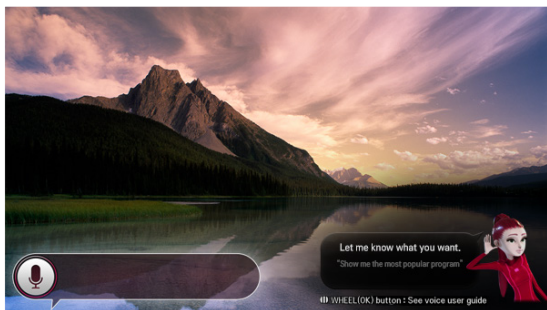 Let me know what you want.
"Show me the most popular program"
WHEEL(OK) button : See voice user guide